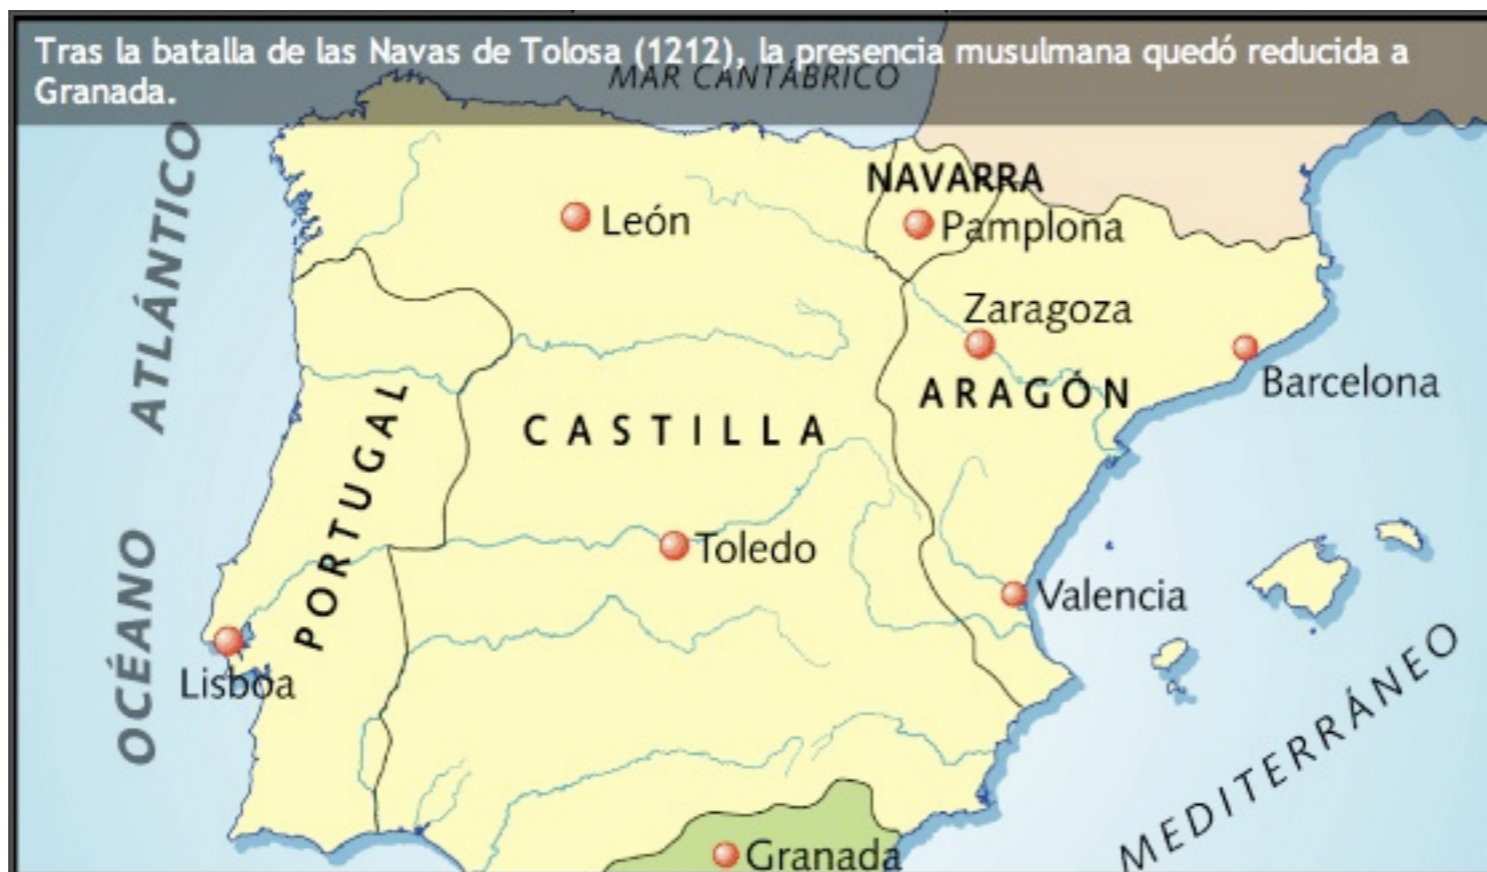 Tras la batalla de las Navas de Tolosa (1212), la presencia musulmana quedó reducida a
Granada.
MAR CANTÁBRICO
OCÉANO ATLÁNTICO
NAVARRA
León
Pamplona
Zaragoza
Barcelona
ARAGÓN
CASTILLA
PORTUGAL
Toledo
Valencia
Lisboa
MEDITERRÁNEO
Granada